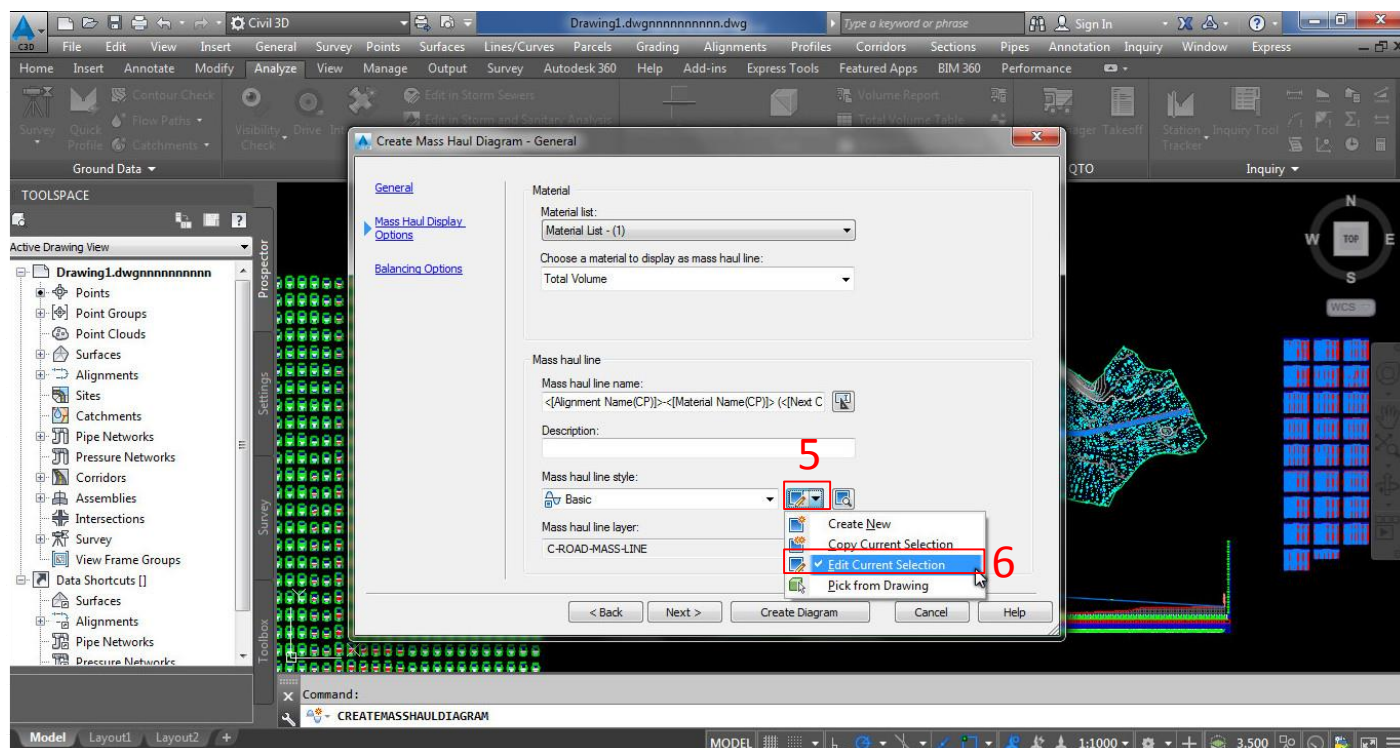 Civil 3D
Drawing1.dwgnnnnnnnnnn.dwg
Type a keyword or phrase
Sign In
C3D File Edit View Insert General Survey Points Surfaces Lines/Curves Parcels Grading Alignments Profiles Corridors Sections Pipes Annotation Inquiry Window Express
Home Insert Annotate Modify Analyze View Manage Output Survey Autodesk 360 Help Add-ins Express Tools Featured Apps BIM 360 Performance
Contour Check
Edit in Storm Sewers
Volume Report
Flow Paths
Edit in Storm and Sanitary Analysis
Total Volume Table
Survey
Quick Profile
Catchments
Visibility Check
Drive
Takeoff
Station Tracker
Inquiry Tool
Ground Data
QTO
Inquiry
TOOLSPACE
Active Drawing View
Drawing1.dwgnnnnnnnnnn
Points
Point Groups
Point Clouds
Surfaces
Alignments
Sites
Catchments
Pipe Networks
Pressure Networks
Corridors
Assemblies
Intersections
Survey
View Frame Groups
Data Shortcuts []
Surfaces
Alignments
Pipe Networks
Pressure Networks
Prospector
Settings
Survey
Toolbox
Create Mass Haul Diagram - General
General
Mass Haul Display
Options
Balancing Options
Material
Material list:
Material List - (1)
Choose a material to display as mass haul line:
Total Volume
Mass haul line
Mass haul line name:
<[Alignment Name(CP)]>-<[Material Name(CP)]> (<[Next C
Description:
5
Mass haul line style:
Basic
Mass haul line layer:
C-ROAD-MASS-LINE
Create New
Copy Current Selection
Edit Current Selection
6
Pick from Drawing
< Back Next > Create Diagram Cancel Help
N
W TOP E
S
WCS
Command:
CREATEMASSHAULDIAGRAM
Model Layout1 Layout2 +
MODEL 1:1000 3.500